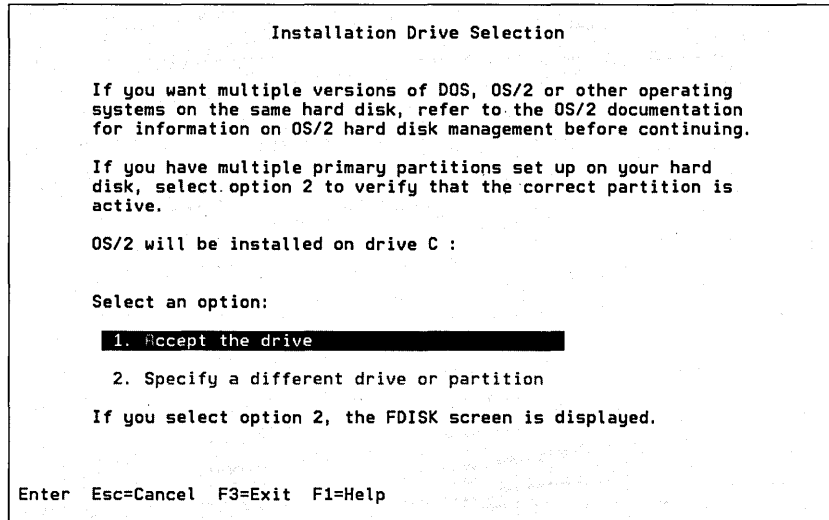 Installation Drive Selection
If you want multiple versions of DOS, OS/2 or other operating
systems on the same hard disk, refer to the OS/2 documentation
for information on OS/2 hard disk management before continuing.
If you have multiple primary partitions set up on your hard
disk, select option 2 to verify that the correct partition is
active.
OS/2 will be installed on drive C :
Select an option:
1. Accept the drive
2. Specify a different drive or partition
If you select option 2, the FDISK screen is displayed.
Enter  Esc=Cancel  F3=Exit  F1=Help